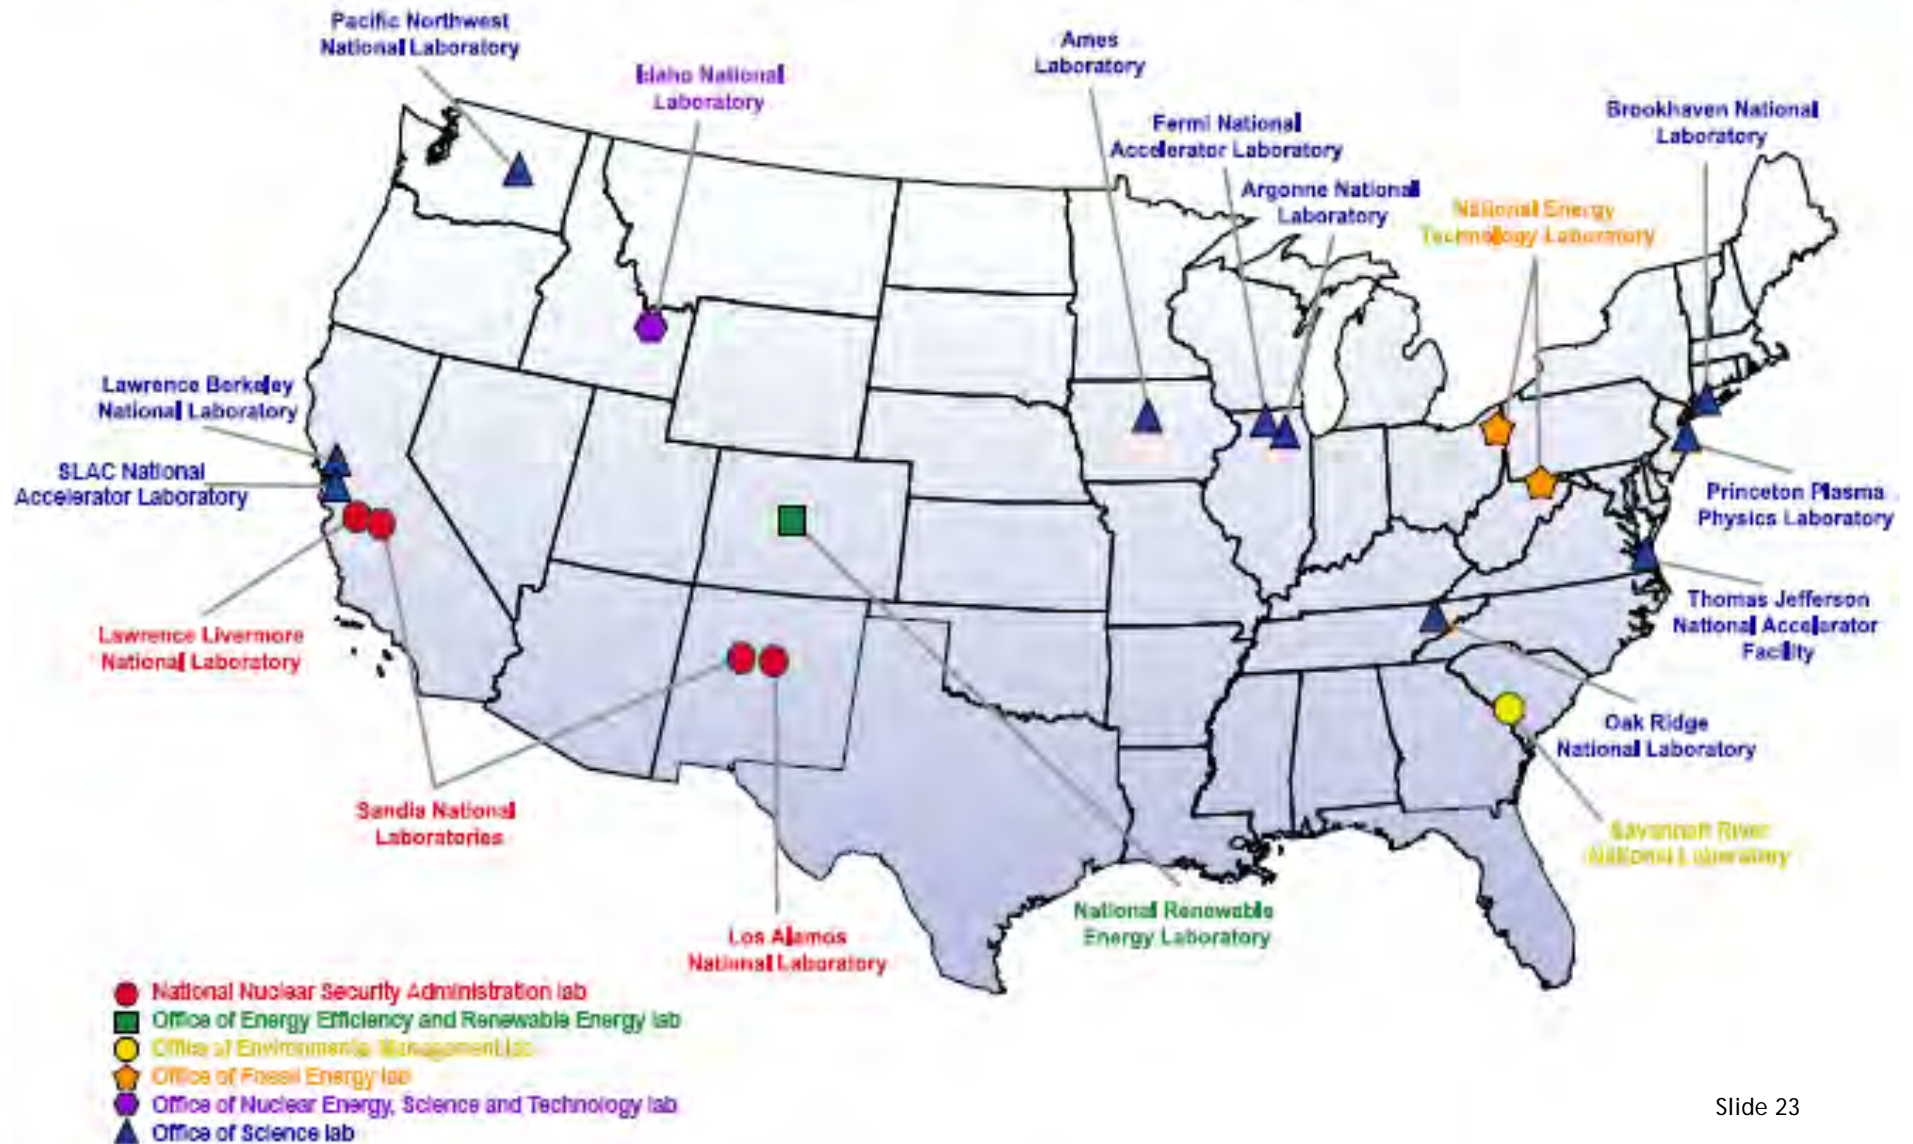 Pacific Northwest
National Laboratory
Idaho National
Laboratory
Ames
Laboratory
Fermi National
Accelerator Laboratory
Argonne National
Laboratory
National Energy
Technology Laboratory
Brookhaven National
Laboratory
Lawrence Berkeley
National Laboratory
SLAC National
Accelerator Laboratory
Princeton Plasma
Physics Laboratory
Thomas Jefferson
National Accelerator
Facility
Lawrence Livermore
National Laboratory
Oak Ridge
National Laboratory
Sandia National
Laboratories
Savannah River
National Laboratory
National Renewable
Energy Laboratory
Los Alamos
National Laboratory
National Nuclear Security Administration lab
Office of Energy Efficiency and Renewable Energy lab
Office of Environmental Management lab
Office of Fossil Energy lab
Office of Nuclear Energy, Science and Technology lab
Office of Science lab
Slide 23